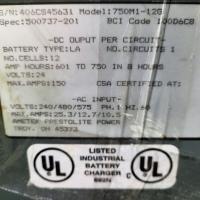 S/N:406CS45631 Model:750M1-12G
Spec:500737-201 BCI Code 100D6C8
-DC OUPUT PER CIRCUIT-
BATTERY TYPE:LA NO.CIRCUITS 1
NO.CELLS:12
AMP HOURS:601 TO 750 IN 8 HOURS
VOLTS:24
MAX.AMPS:150 CSA CERTIFIED AT:
-AC INPUT-
VOLTS:240/480/575 PH.1 HZ.60
MAX.AMPS:25.3/12.7/10.5
AMETEK PRESTOLITE POWER
TROY, OH 45373
UL UL
LISTED
INDUSTRIAL
BATTERY
CHARGER
C